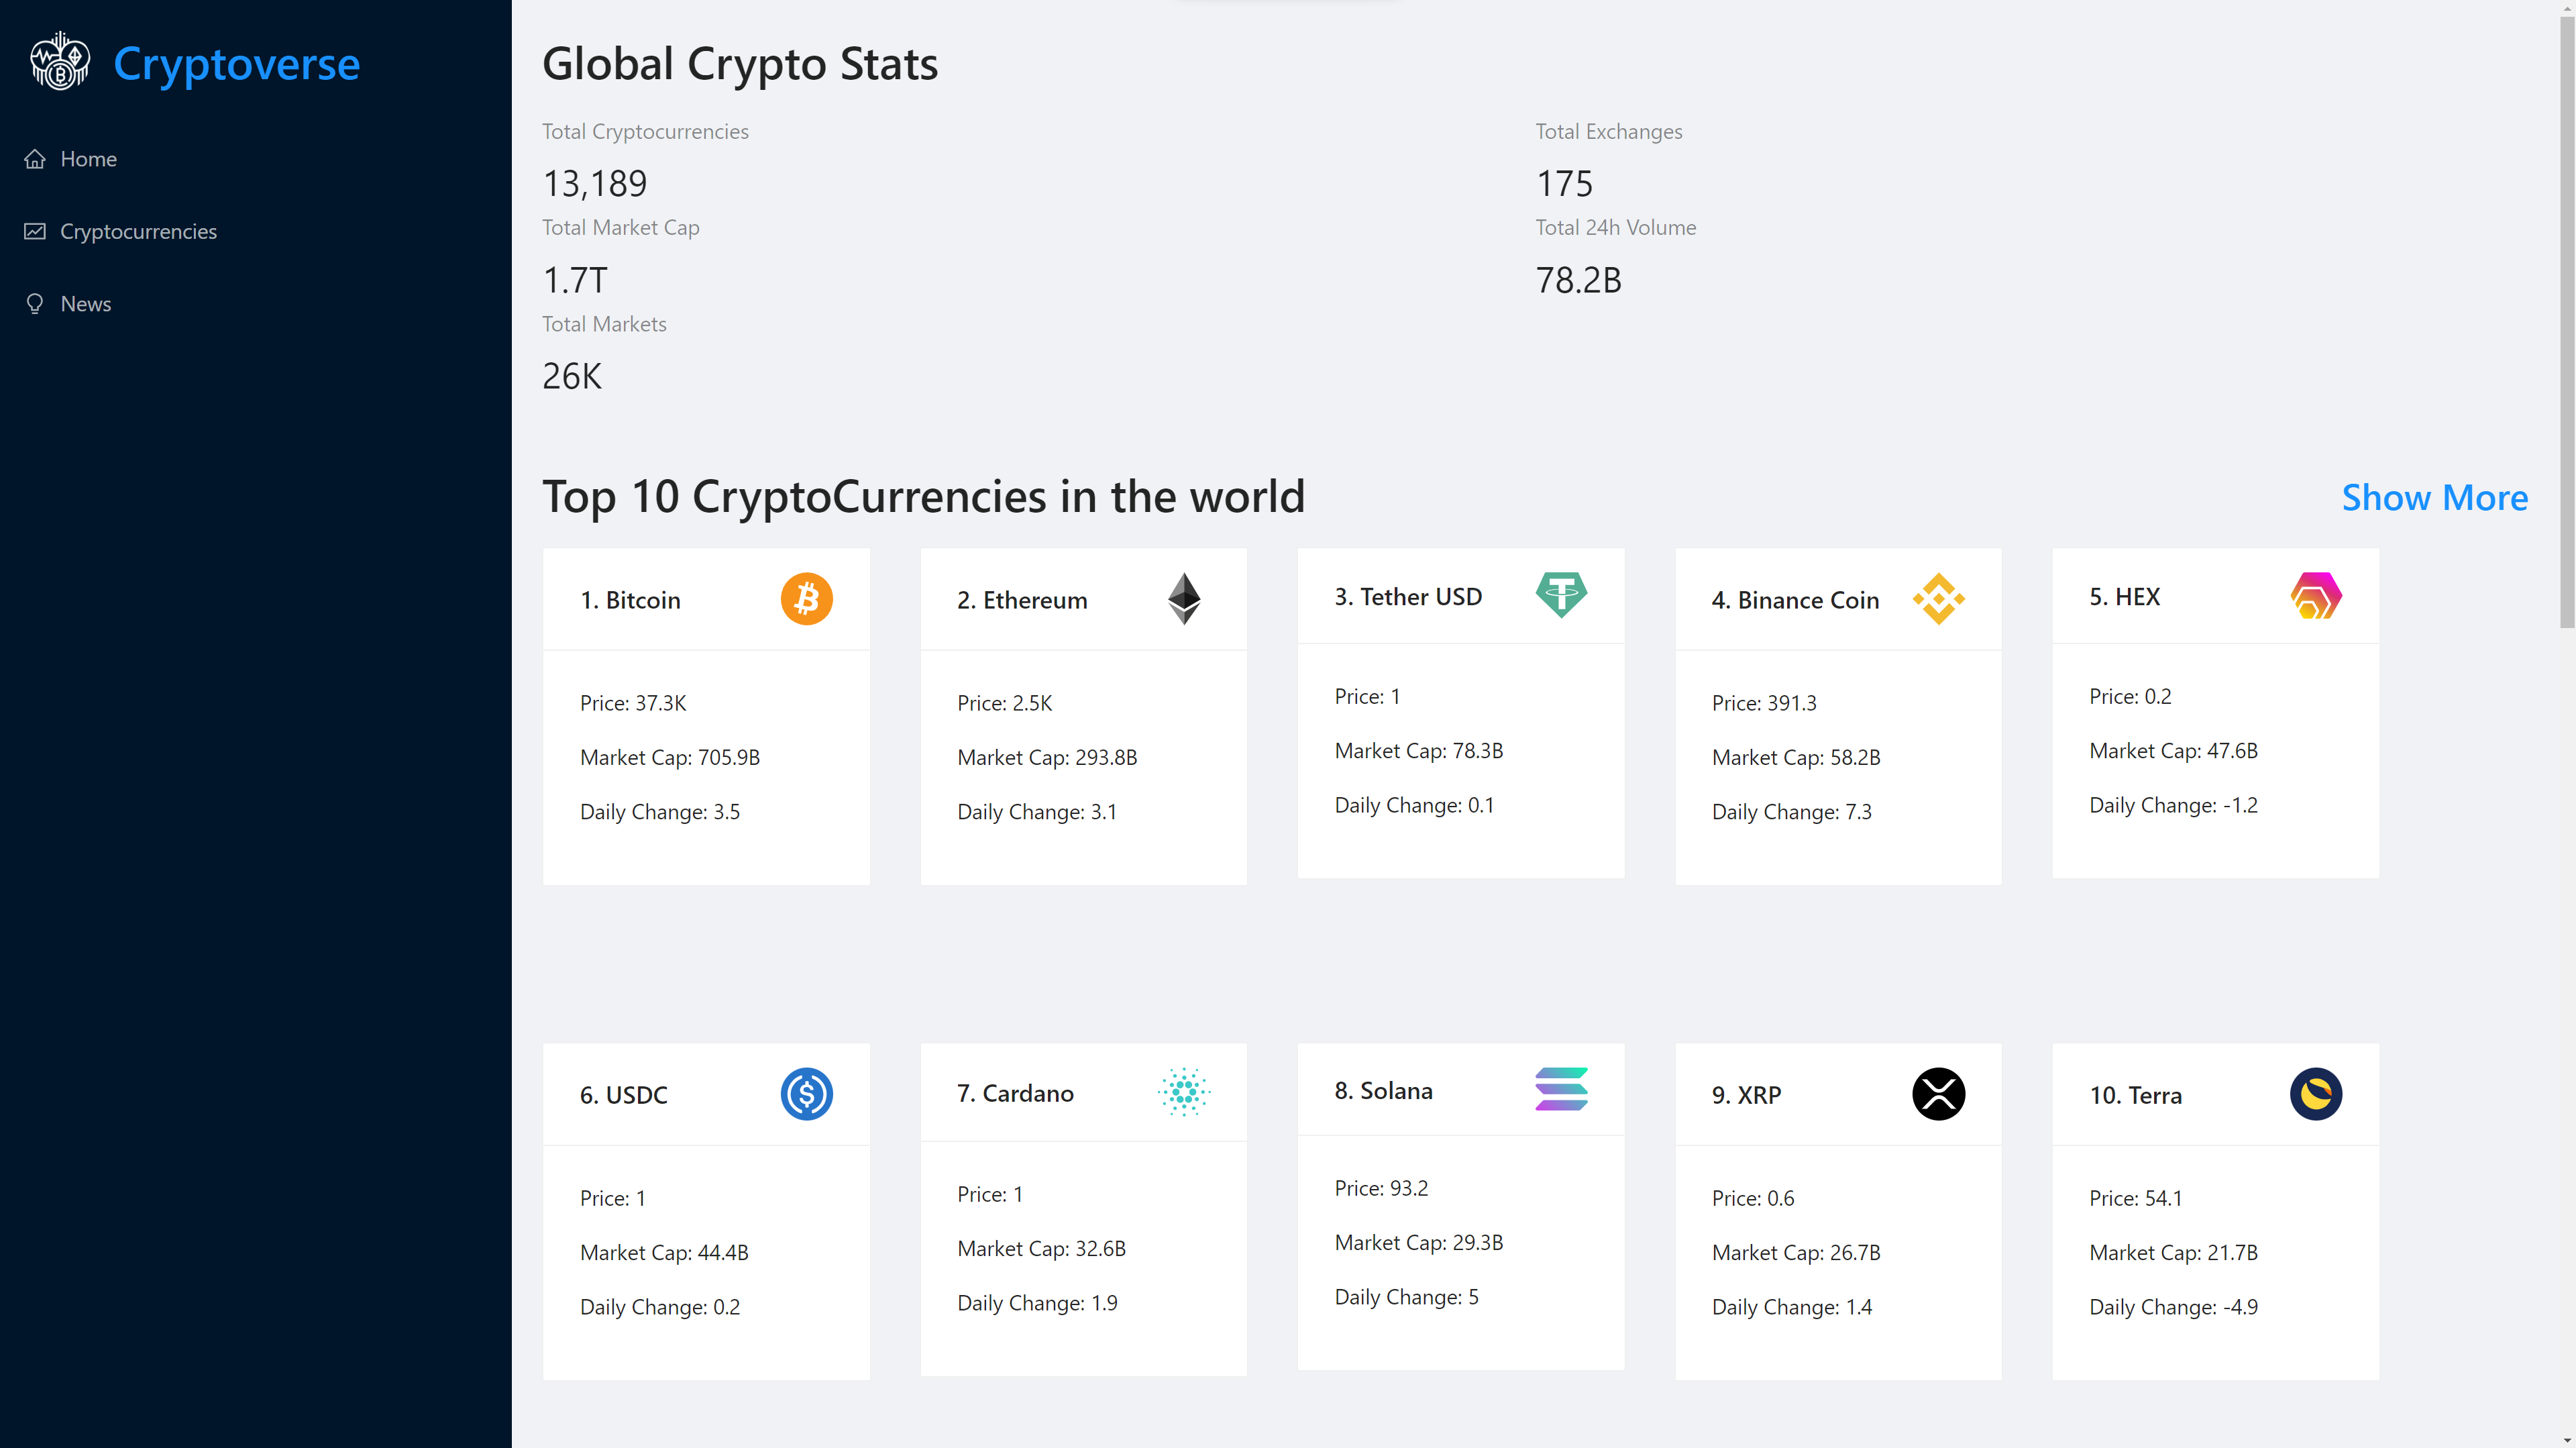 Cryptoverse
Home
Cryptocurrencies
News
Global Crypto Stats
Total Cryptocurrencies
13,189
Total Exchanges
175
Total Market Cap
1.7T
Total 24h Volume
78.2B
Total Markets
26K
Top 10 CryptoCurrencies in the world
Show More
1. Bitcoin
Price: 37.3K
Market Cap: 705.9B
Daily Change: 3.5
2. Ethereum
Price: 2.5K
Market Cap: 293.8B
Daily Change: 3.1
3. Tether USD
Price: 1
Market Cap: 78.3B
Daily Change: 0.1
4. Binance Coin
Price: 391.3
Market Cap: 58.2B
Daily Change: 7.3
5. HEX
Price: 0.2
Market Cap: 47.6B
Daily Change: -1.2
6. USDC
Price: 1
Market Cap: 44.4B
Daily Change: 0.2
7. Cardano
Price: 1
Market Cap: 32.6B
Daily Change: 1.9
8. Solana
Price: 93.2
Market Cap: 29.3B
Daily Change: 5
9. XRP
Price: 0.6
Market Cap: 26.7B
Daily Change: 1.4
10. Terra
Price: 54.1
Market Cap: 21.7B
Daily Change: -4.9